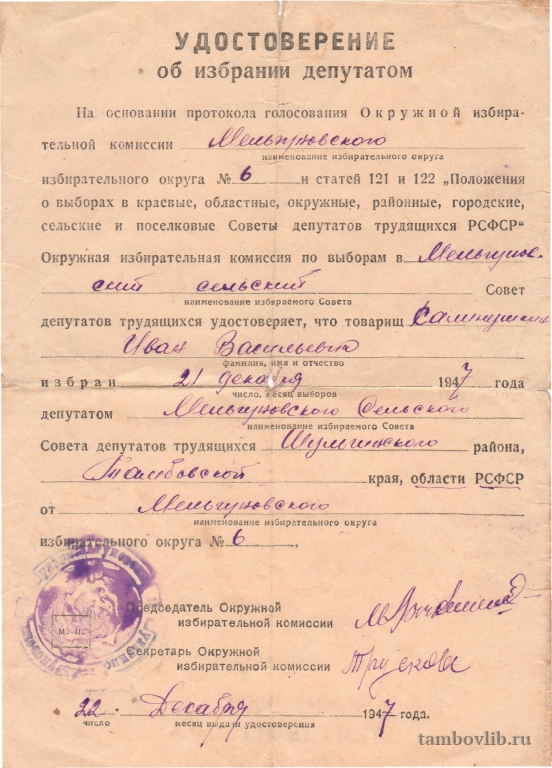 УДОСТОВЕРЕНИЕ
об избрании депутатом
На основании протокола голосования Окружной избира-
тельной комиссии Мельгуновского
наименование избирательного округа
избирательного округа № 6 и статей 121 и 122 „Положения
о выборах в краевые, областные, окружные, районные, городские,
сельские и поселковые Советы депутатов трудящихся РСФСР“
Окружная избирательная комиссия по выборам в Мельгунов-
ский сельский Совет
наименование избираемого Совета
депутатов трудящихся удостоверяет, что товарищ
Иван Васильевич
фамилия, имя и отчество
избран 21 декабря 1947 года
число, месяц выборов
депутатом Мельгуновского Сельского
наименование избираемого Совета
Совета депутатов трудящихся Шульгинского района,
Тамбовской края, области РСФСР
от Мельгуновского
наименование избирательного округа
избирательного округа № 6.
Председатель Окружной
избирательной комиссии
М. П.
Секретарь Окружной
избирательной комиссии
22 Декабря 1947 года.
число месяц выдачи удостоверения
tambovlib.ru